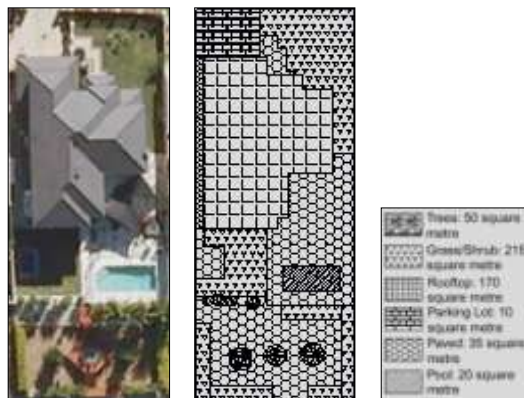 Trees: 50 square
metre
Grass/Shrub: 215
square metre
Rooftop: 170
square metre
Parking Lot: 10
square metre
Paved: 35 square
metre
Pool: 20 square
metre